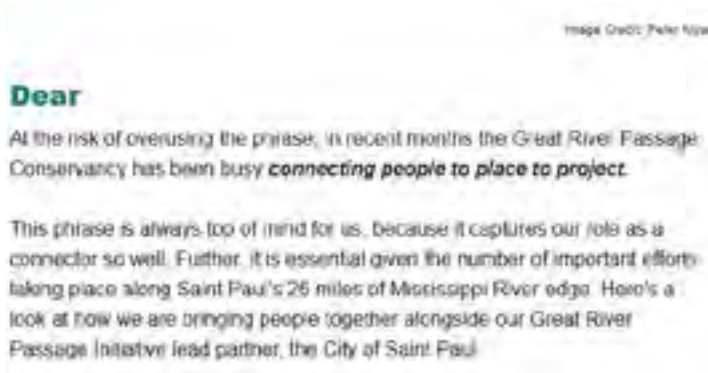 Image Credit: Peter
Dear
At the risk of overusing the phrase, in recent months the Great River Passage
Conservancy has been busy connecting people to place to project.
This phrase is always top of mind for us, because it captures our role as a
connector so well. Further, it is essential given the number of important efforts
taking place along Saint Paul's 26 miles of Mississippi River edge. Here's a
look at how we are bringing people together alongside our Great River
Passage Initiative lead partner, the City of Saint Paul